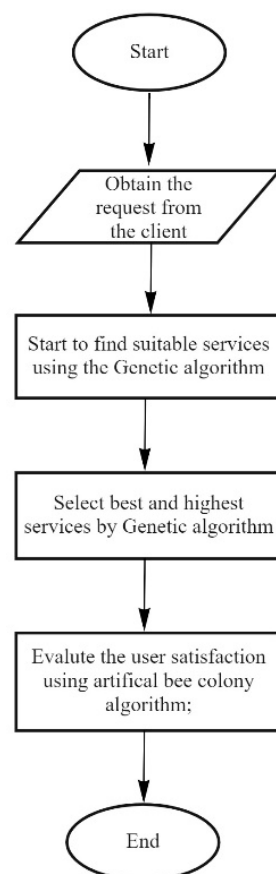 Start
Obtain the
request from
the client
Start to find suitable services
using the Genetic algorithm
Select best and highest
services by Genetic algorithm
Evalute the user satisfaction
using artifical bee colony
algorithm;
End